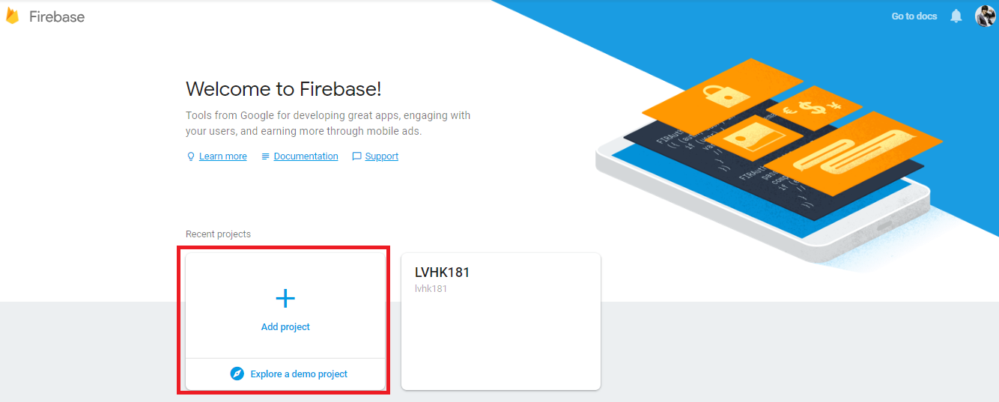 Firebase
Go to docs
Welcome to Firebase!
Tools from Google for developing great apps, engaging with
your users, and earning more through mobile ads.
Learn more Documentation Support
Recent projects
Add project
Explore a demo project
LVHK181
lvhk181